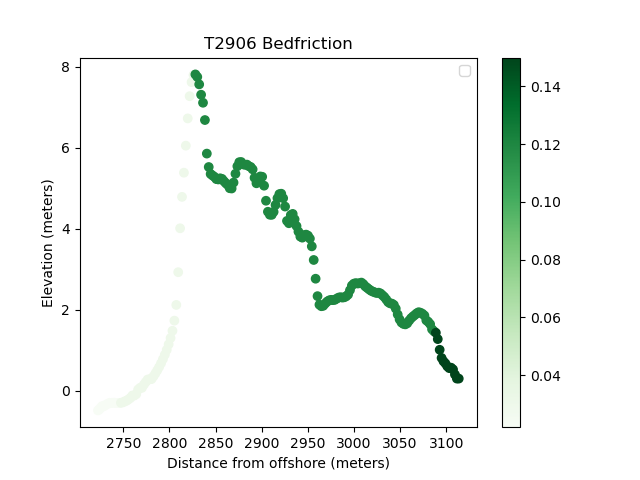 T2906 Bedfriction
8
6
4
2
0
Elevation (meters)
2750 2800 2850 2900 2950 3000 3050 3100
Distance from offshore (meters)
0.14
0.12
0.10
0.08
0.06
0.04